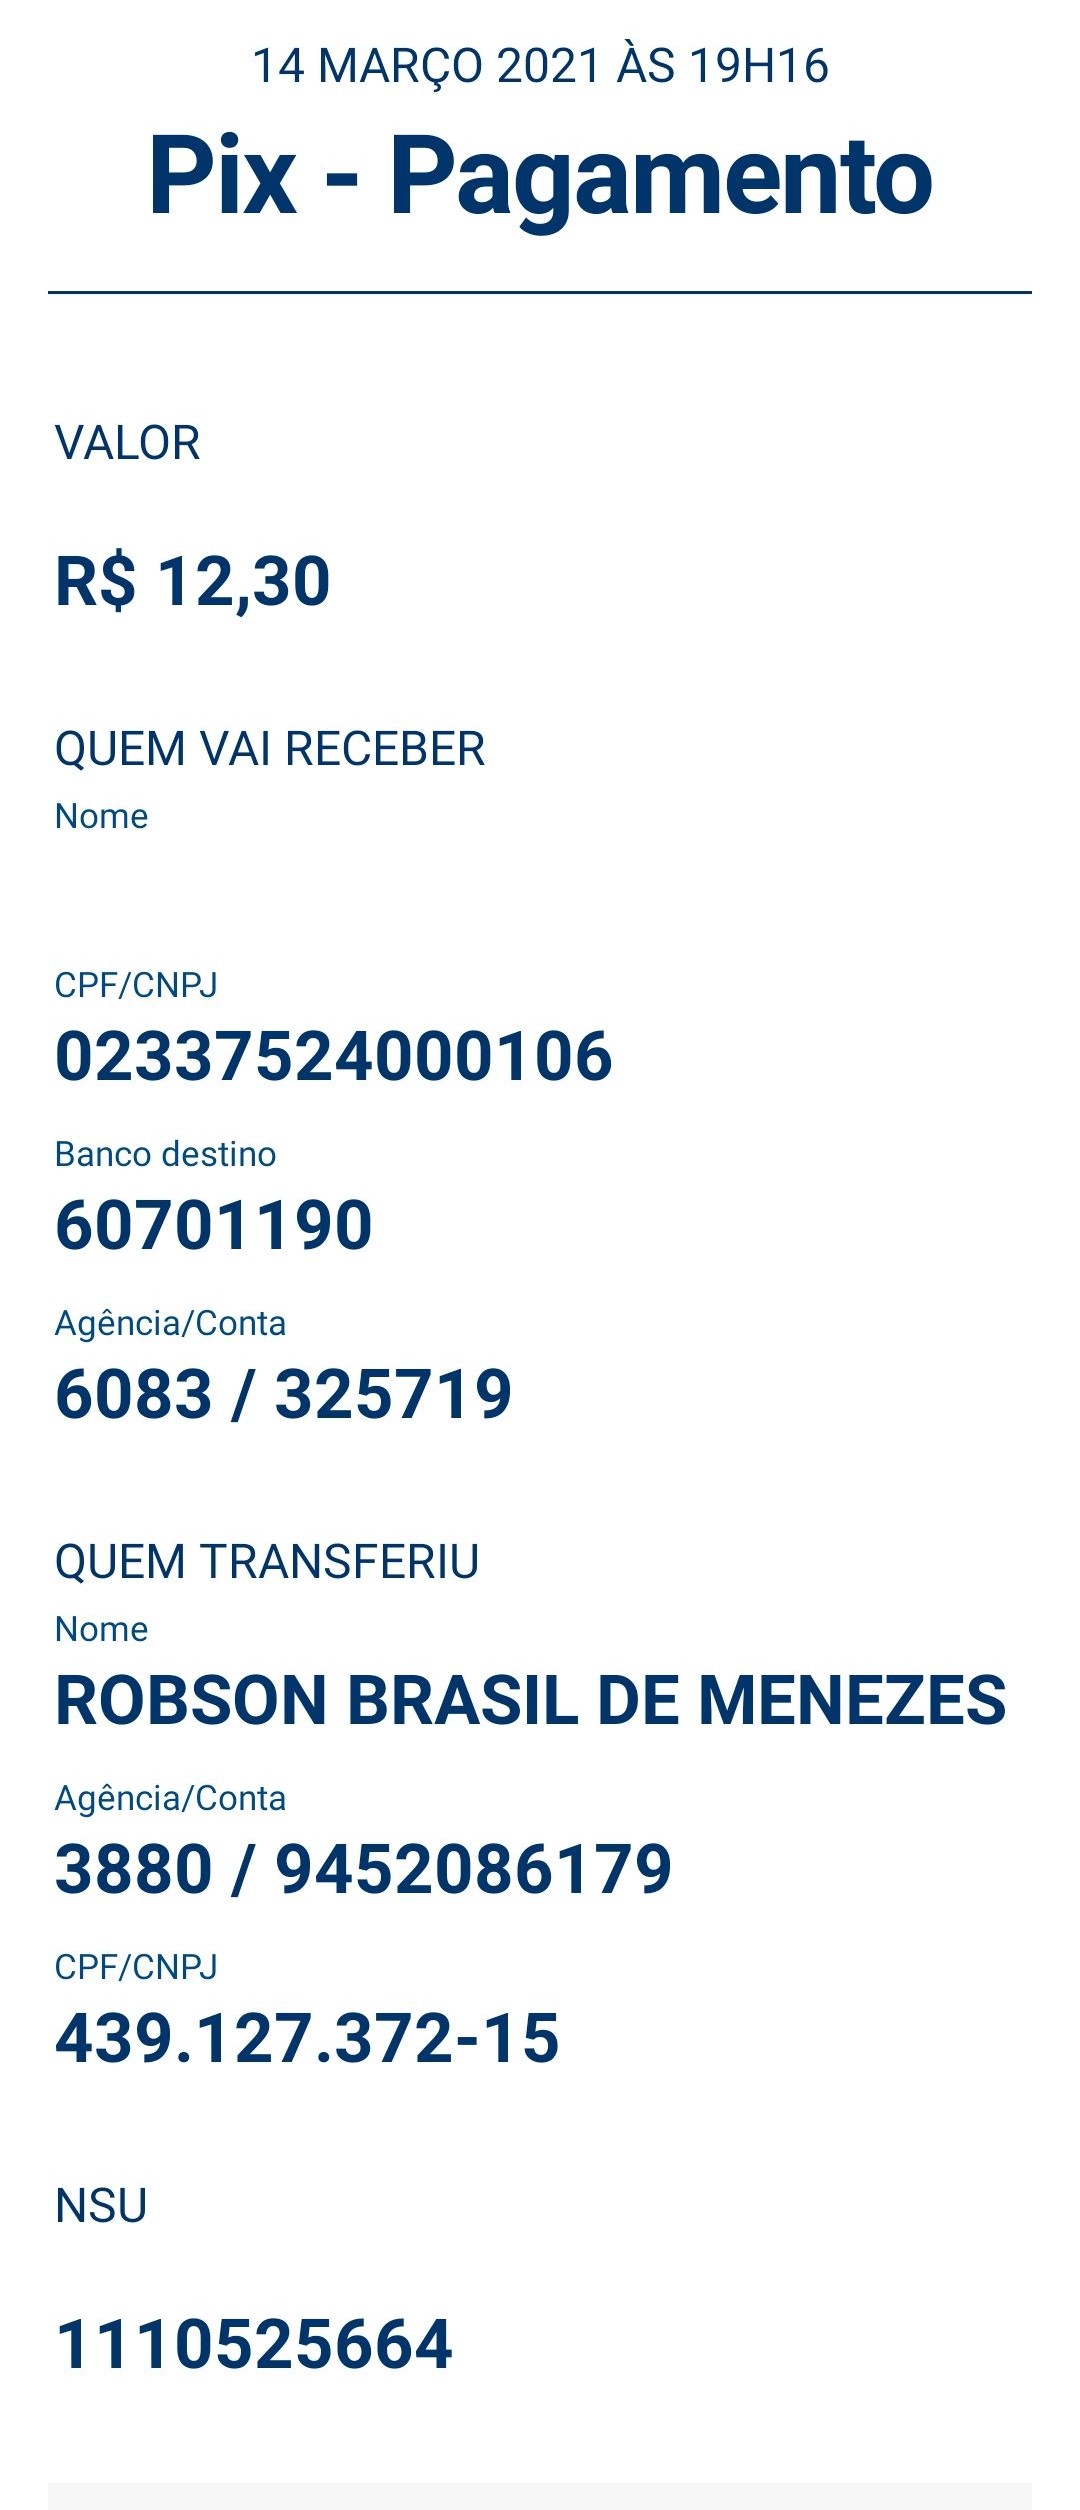 14 MARÇO 2021 ÀS 19H16
Pix - Pagamento
VALOR
R$ 12,30
QUEM VAI RECEBER
Nome
CPF/CNPJ
02337524000106
Banco destino
60701190
Agência/Conta
6083 / 325719
QUEM TRANSFERIU
Nome
ROBSON BRASIL DE MENEZES
Agência/Conta
3880 / 9452086179
CPF/CNPJ
439.127.372-15
NSU
1110525664